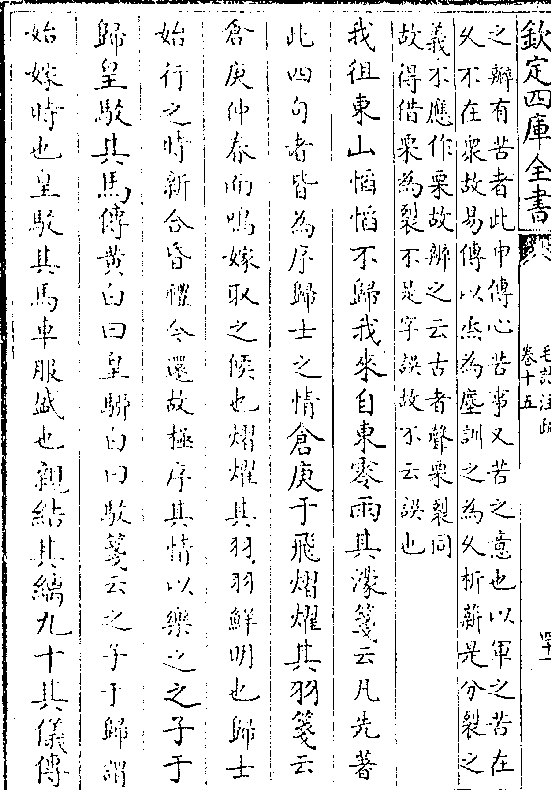 欽定四庫全書
毛詩注疏
卷十五
之辯有苦者此申傳心苦事又苦之意也以軍之苦在
久不在衆故易傳以烝為塵訓之為久析薪是分裂之
義不應作栗故辯之云古者聲栗裂同
故得借栗為裂不是字誤故不云誤也
我徂東山慆慆不歸我來自東零雨其濛箋云凡先著
此四句者皆為序歸士之情倉庚于飛熠燿其羽箋云
倉庚仲春而鳴嫁取之候也熠燿其羽羽鮮明也歸士
始行之時新合昏禮今還故極序其情以樂之之子于
歸皇駁其馬傳黄白曰皇駵白曰駁箋云之子于歸謂
始嫁時也皇駁其馬車服盛也親結其縭九十其儀傳